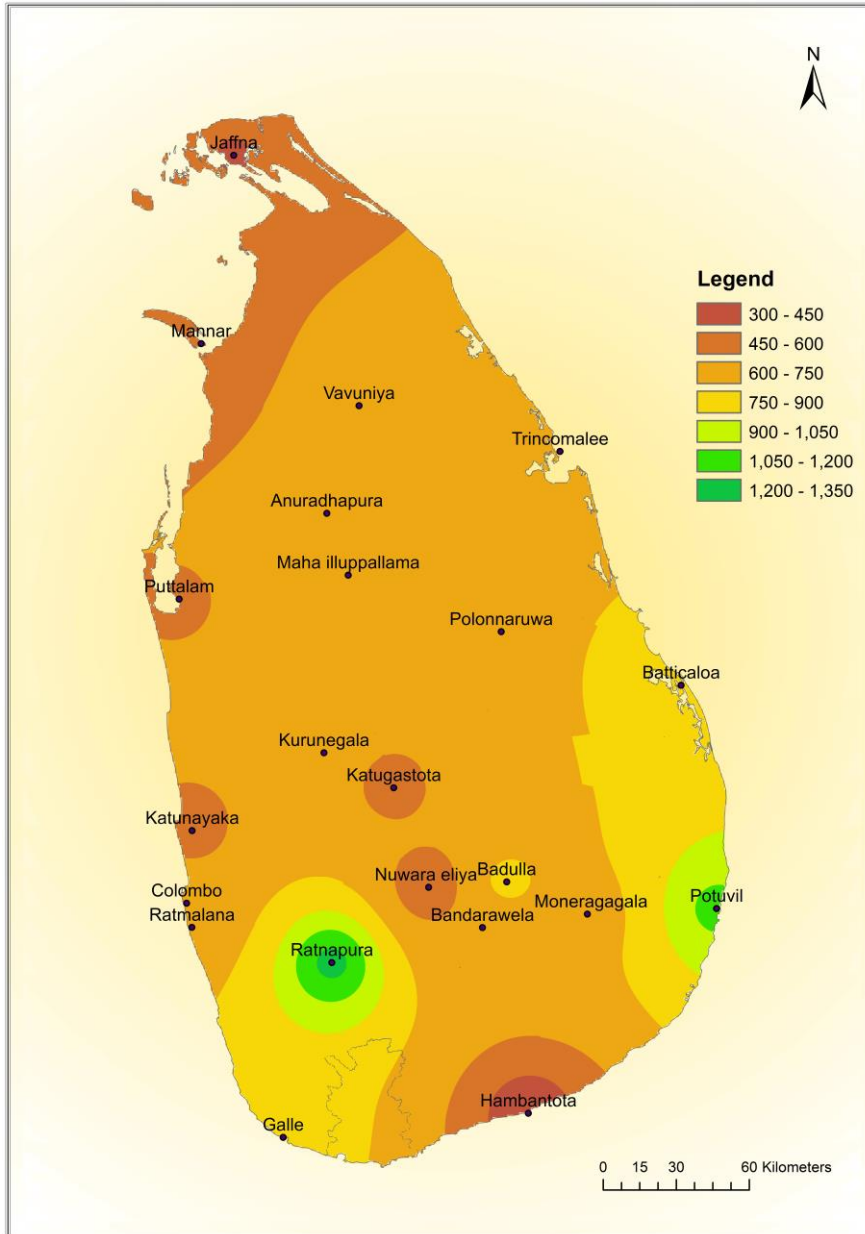 N
Jaffna
Legend
300 - 450
450 - 600
600 - 750
750 - 900
900 - 1,050
1,050 - 1,200
1,200 - 1,350
Mannar
Vavuniya
Trincomalee
Anuradhapura
Maha illuppallama
Puttalam
Polonnaruwa
Batticaloa
Kurunegala
Katugastota
Katunayaka
Nuwara eliya
Badulla
Colombo
Potuvil
Moneragagala
Ratmalana
Bandarawela
Ratnapura
Hambantota
Galle
0 15 30 60 Kilometers